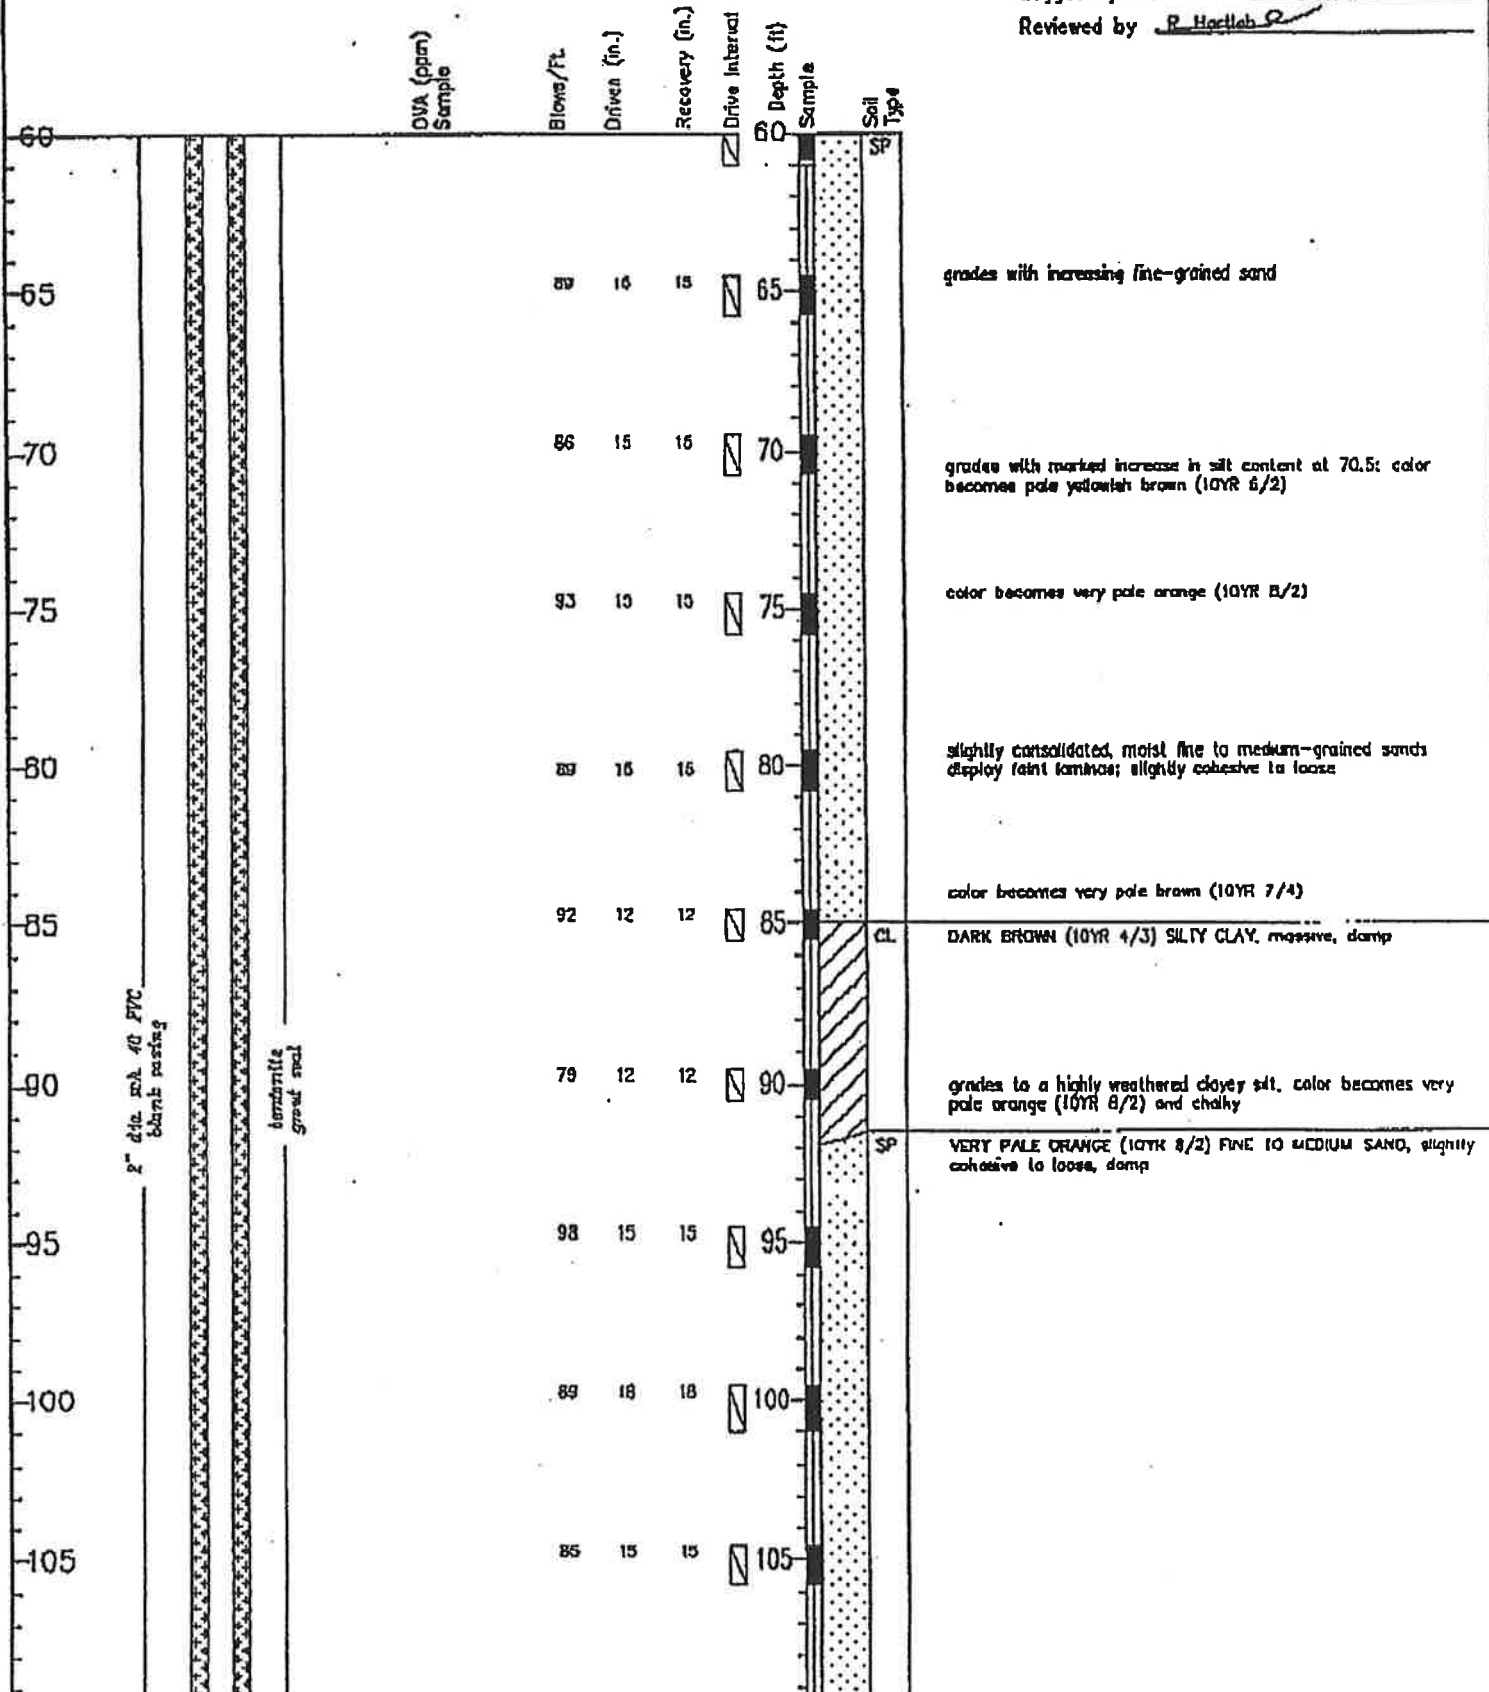 Reviewed by R Hartlab
OVA (ppm)
Sample
Blows/Ft.
Driven (in.)
Recovery (in.)
Drive Interval
Depth (ft)
Sample
Soil
Type
60
60
SP
65
89 16 15
65
grades with increasing fine-grained sand
70
86 15 15
70
grades with marked increase in silt content at 70.5; color
becomes pale yellowish brown (10YR 6/2)
75
93 15 15
75
color becomes very pale orange (10YR 8/2)
80
89 16 15
80
slightly consolidated, moist fine to medium-grained sands
display faint laminae; slightly cohesive to loose
color becomes very pale brown (10YR 7/4)
85
92 12 12
85
CL
DARK BROWN (10YR 4/3) SILTY CLAY, massive, damp
2" dia sch 40 PVC
blank casing
bentonite
grout seal
90
79 12 12
90
grades to a highly weathered clayey silt, color becomes very
pale orange (10YR 8/2) and chalky
SP
VERY PALE ORANGE (10YR 8/2) FINE TO MEDIUM SAND, slightly
cohesive to loose, damp
95
98 15 15
95
100
89 18 18
100
105
85 15 15
105